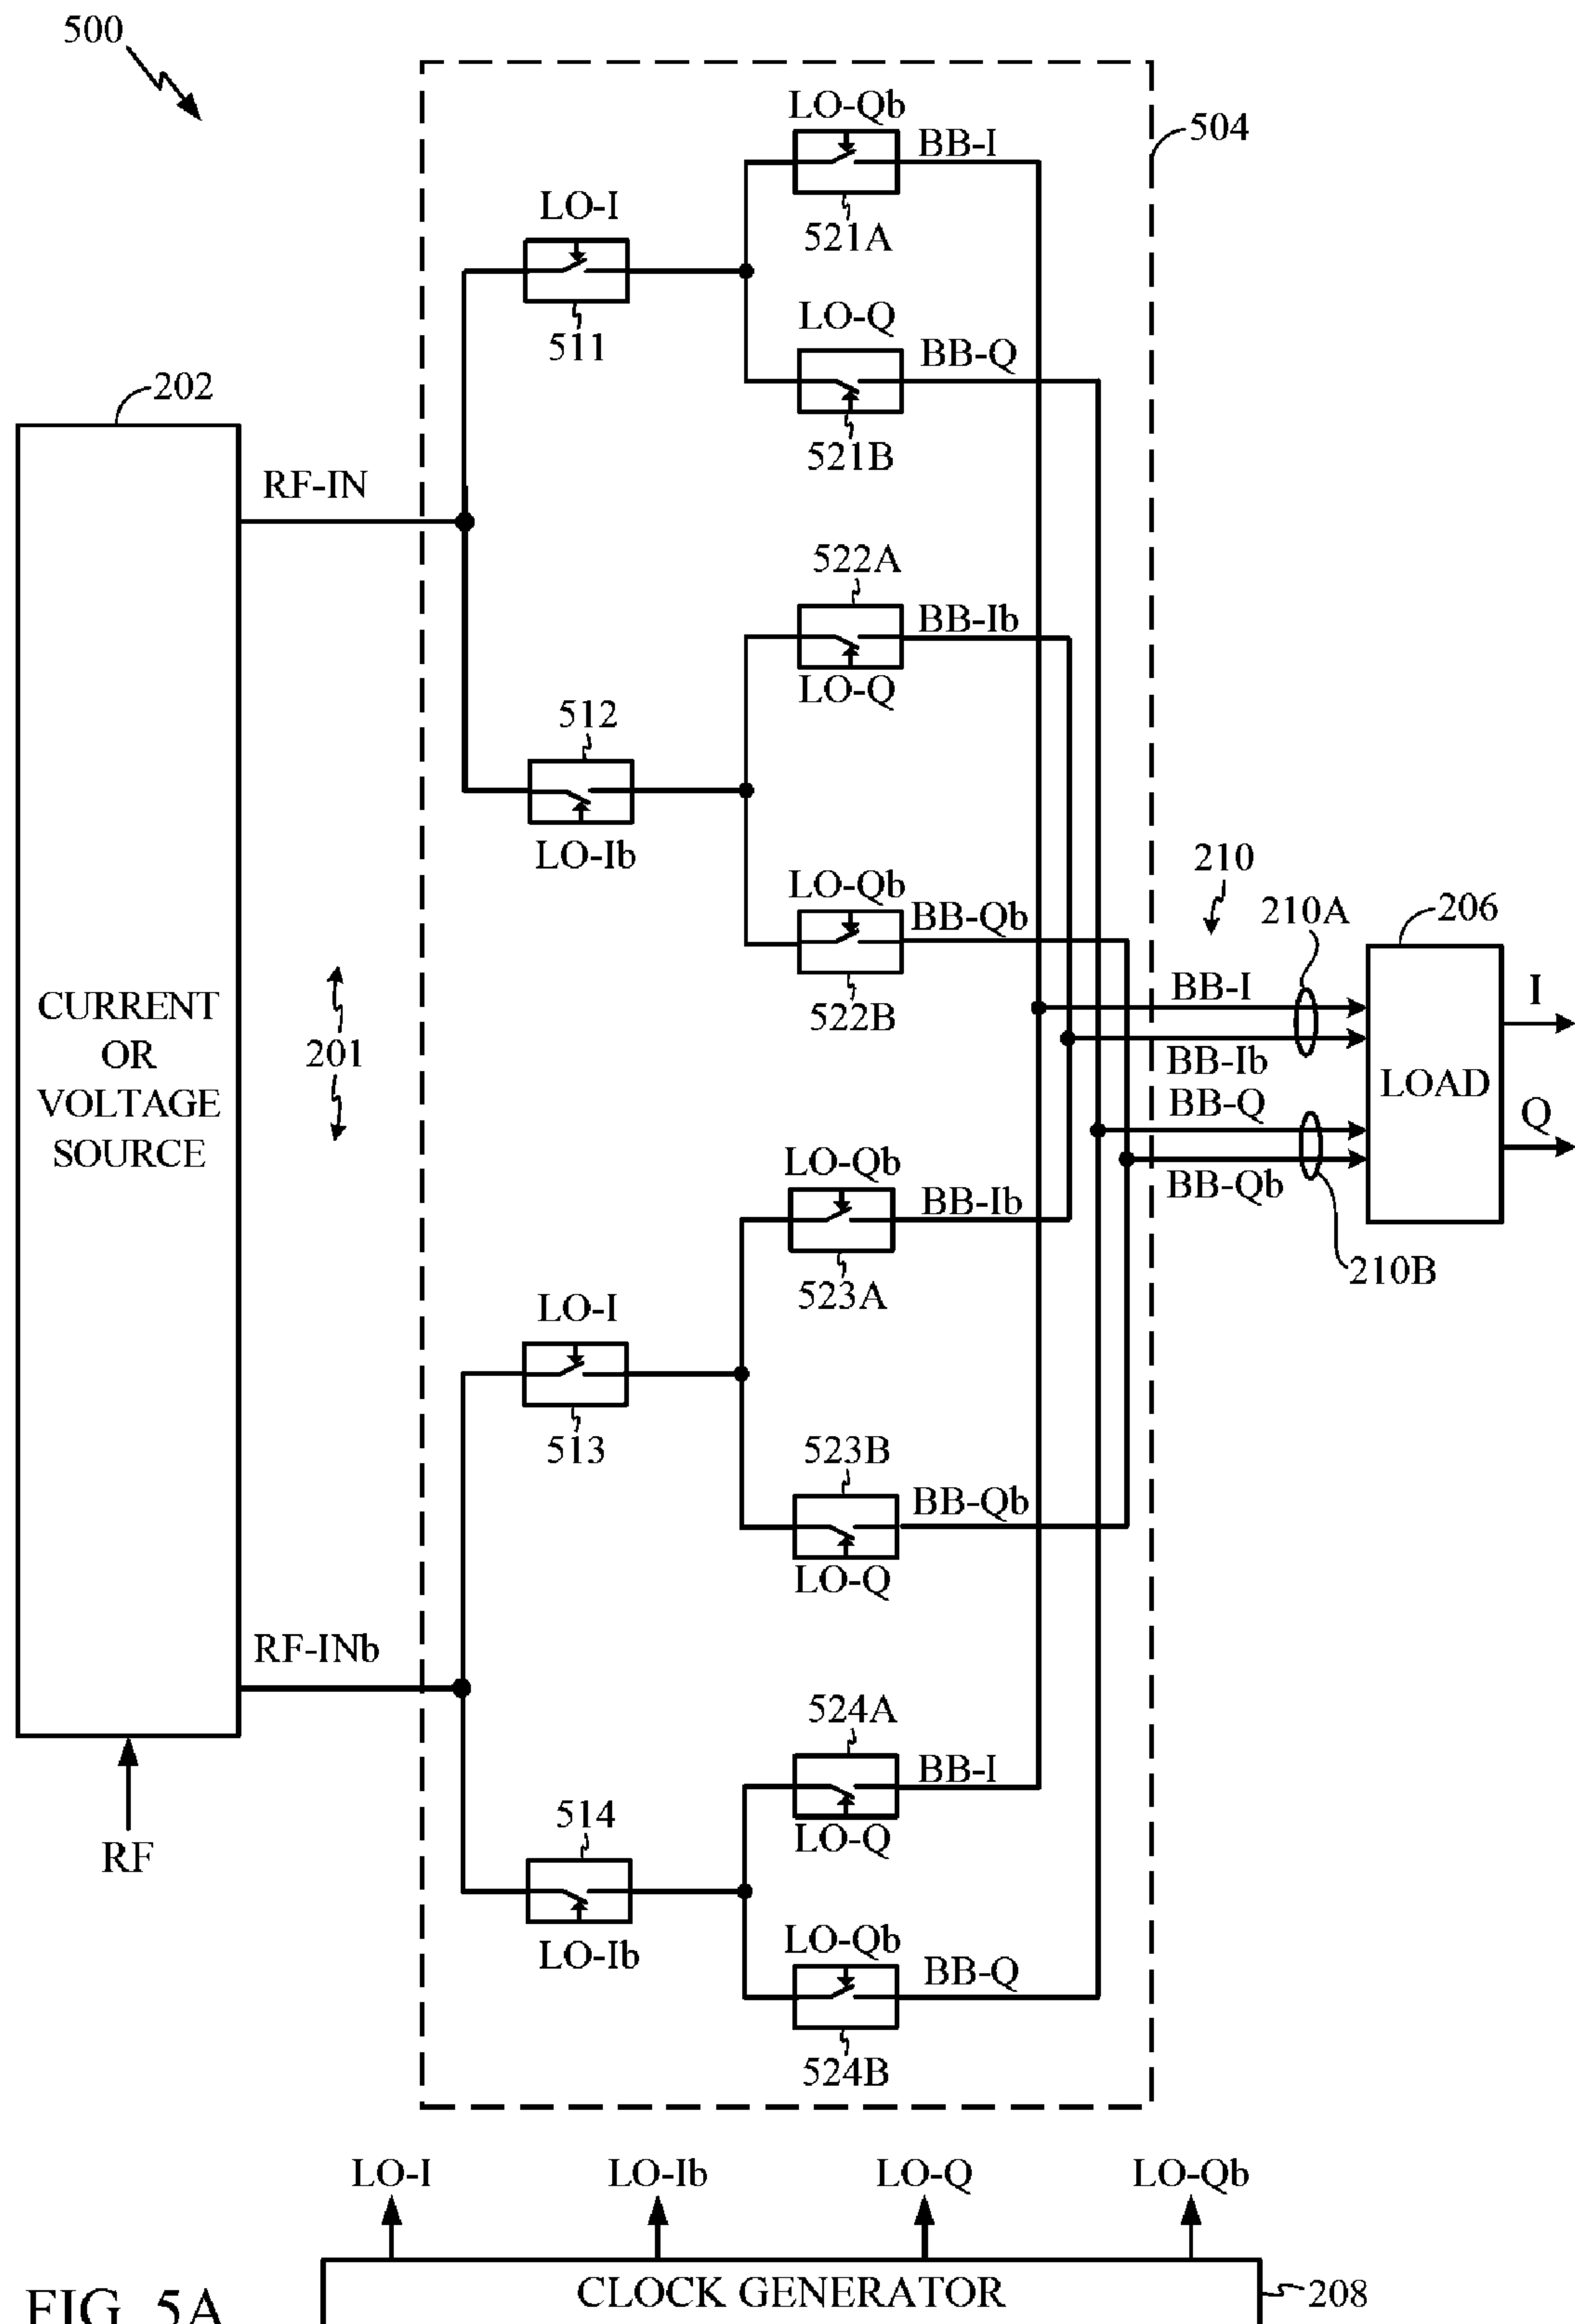 500
504
LO-Qb
BB-I
521A
LO-I
511
LO-Q
BB-Q
521B
202
RF-IN
522A
BB-Ib
LO-Q
512
LO-Ib
LO-Qb
BB-Qb
522B
210
210A
206
CURRENT
OR
VOLTAGE
SOURCE
201
BB-I
BB-Ib
BB-Q
BB-Qb
LOAD
I
Q
210B
LO-Qb
BB-Ib
523A
LO-I
513
523B
BB-Qb
LO-Q
RF-INb
524A
BB-I
LO-Q
514
LO-Ib
LO-Qb
BB-Q
524B
RF
LO-I
LO-Ib
LO-Q
LO-Qb
CLOCK GENERATOR
208
FIG. 5A